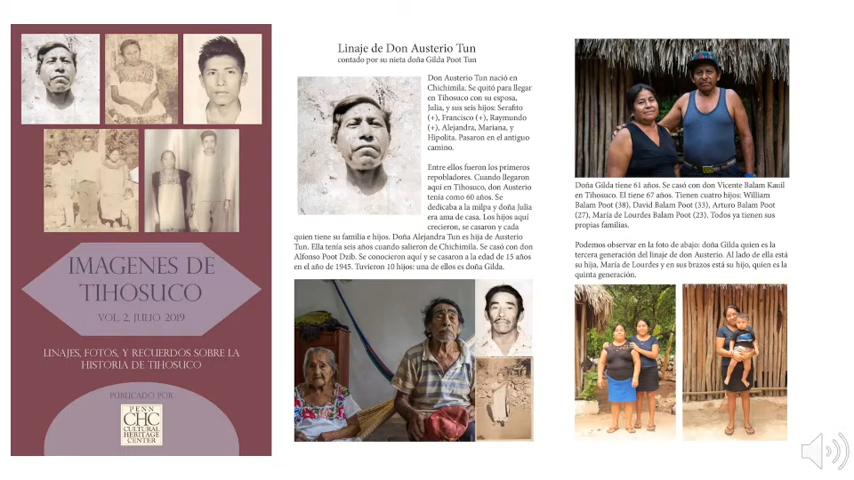 IMAGENES DE
TIHOSUCO
VOL. 2, JULIO 2019
LINAJES, FOTOS, Y RECUERDOS SOBRE LA
HISTORIA DE TIHOSUCO
PUBLICADO POR
PENN
CHC
CULTURAL
HERITAGE
CENTER
Linaje de Don Austerio Tun
contado por su nieta doña Gilda Poot Tun
Don Austerio Tun nació en
Chichimila. Se quitó para llegar
en Tihosuco con su esposa,
Julia, y sus seis hijos: Serafito
(+), Francisco (+), Raymundo
(+), Alejandra, Mariana, y
Hipolita. Pasaron en el antiguo
camino.
Entre ellos fueron los primeros
repobladores. Cuando llegaron
aquí en Tihosuco, don Austerio
tenía como 60 años. Se
dedicaba a la milpa y doña Julia
era ama de casa. Los hijos aquí
crecieron, se casaron y cada
quien tiene su familia e hijos. Doña Alejandra Tun es hija de Austerio
Tun. Ella tenía seis años cuando salieron de Chichimila. Se casó con don
Alfonso Poot Dzib. Se conocieron aquí y se casaron a la edad de 15 años
en el año de 1945. Tuvieron 10 hijos: una de ellos es doña Gilda.
Doña Gilda tiene 61 años. Se casó con don Vicente Balam Kauil
en Tihosuco. El tiene 67 años. Tienen cuatro hijos: William
Balam Poot (38), David Balam Poot (33), Arturo Balam Poot
(27), María de Lourdes Balam Poot (23). Todos ya tienen sus
propias familias.
Podemos observar en la foto de abajo: doña Gilda quien es la
tercera generación del linaje de don Austerio. Al lado de ella está
su hija, María de Lourdes y en sus brazos está su hijo, quien es la
quinta generación.